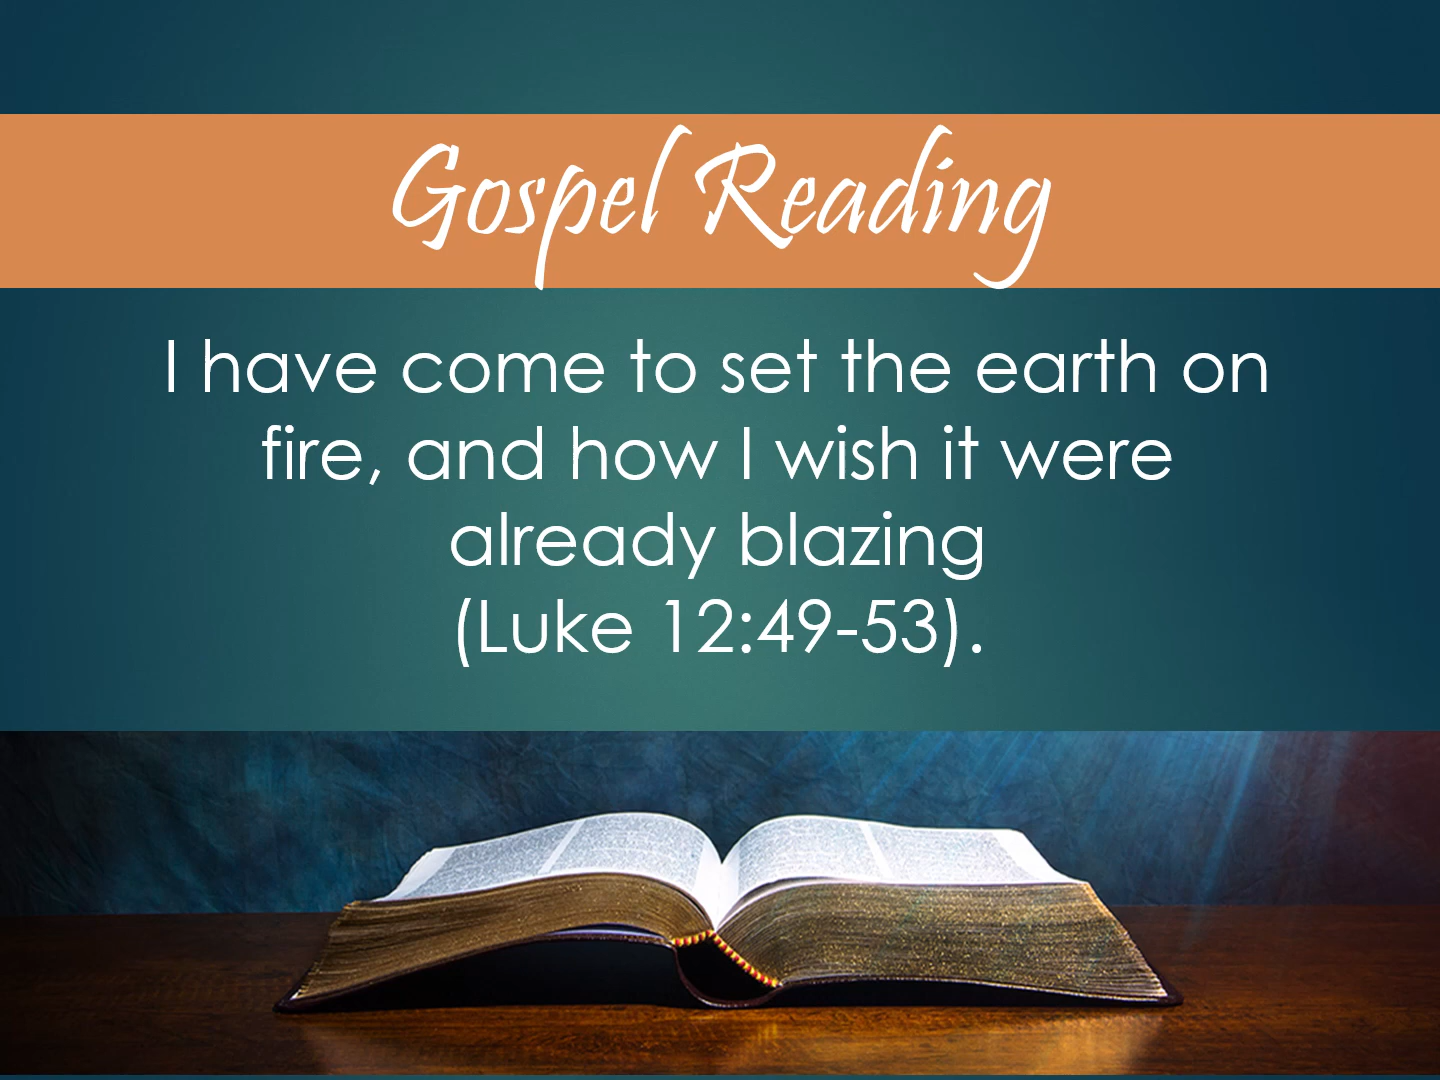 Gospel Reading
I have come to set the earth on
fire, and how I wish it were
already blazing
(Luke 12:49-53).